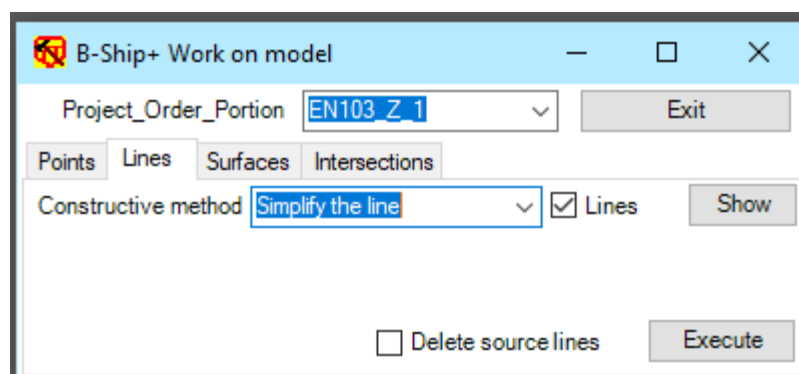 B-Ship+ Work on model
Project_Order_Portion EN103_Z_1 Exit
Points Lines Surfaces Intersections
Constructive method Simplify the line Lines Show
Delete source lines Execute